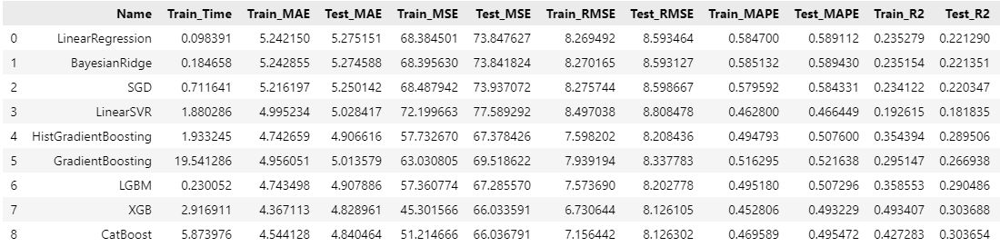 Name Train_Time Train_MAE Test_MAE Train_MSE Test_MSE Train_RMSE Test_RMSE Train_MAPE Test_MAPE Train_R2 Test_R2
0 LinearRegression 0.098391 5.242150 5.275151 68.384501 73.847627 8.269492 8.593464 0.584700 0.589112 0.235279 0.221290
1 BayesianRidge 0.184658 5.242855 5.274588 68.395630 73.841824 8.270165 8.593127 0.585132 0.589430 0.235154 0.221351
2 SGD 0.711641 5.216197 5.250142 68.487942 73.937072 8.275744 8.598667 0.579592 0.584331 0.234122 0.220347
3 LinearSVR 1.880286 4.995234 5.028417 72.199663 77.589292 8.497038 8.808478 0.462800 0.466449 0.192615 0.181835
4 HistGradientBoosting 1.933245 4.742659 4.906616 57.732670 67.378426 7.598202 8.208436 0.494793 0.507600 0.354394 0.289506
5 GradientBoosting 19.541286 4.956051 5.013579 63.030805 69.518622 7.939194 8.337783 0.516295 0.521638 0.295147 0.266938
6 LGBM 0.230052 4.743498 4.907886 57.360774 67.285570 7.573690 8.202778 0.495180 0.507296 0.358553 0.290486
7 XGB 2.916911 4.367113 4.828961 45.301566 66.033591 6.730644 8.126105 0.452806 0.493229 0.493407 0.303688
8 CatBoost 5.873976 4.544128 4.840464 51.214666 66.036791 7.156442 8.126302 0.469589 0.495472 0.427283 0.303654